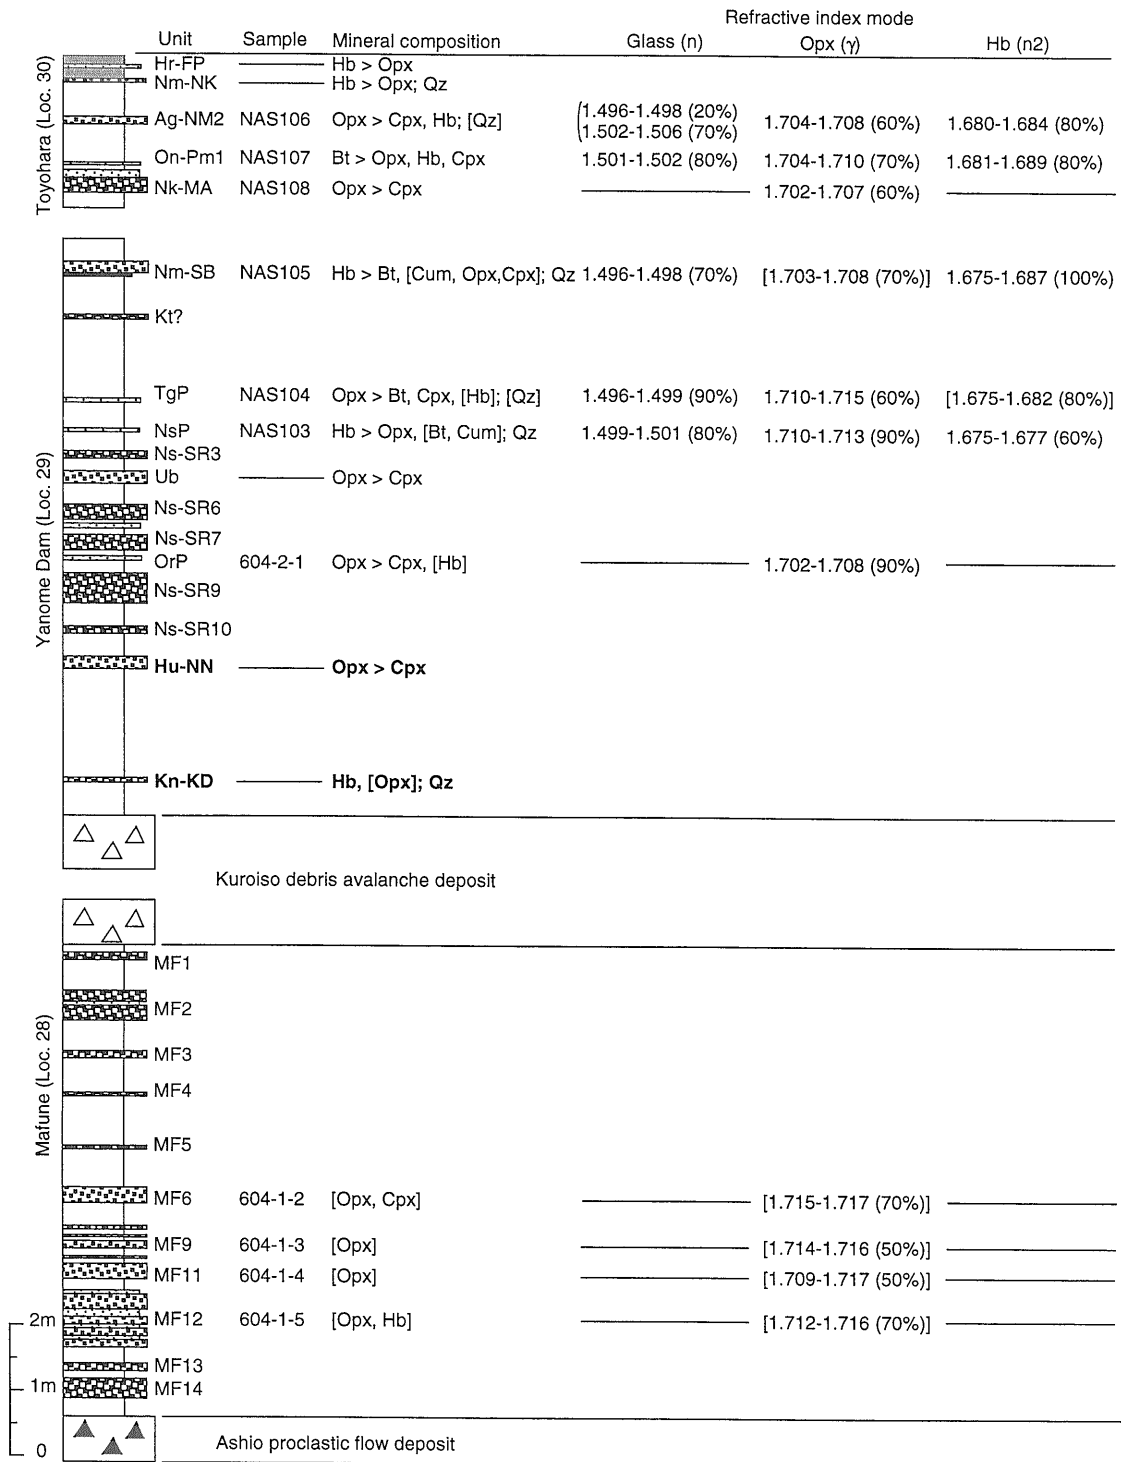 Refractive index mode
Unit Sample Mineral composition Glass (n) Opx (γ) Hb (n2)
Toyohara (Loc. 30)
Hr-FP Hb > Opx
Nm-NK Hb > Opx; Qz
Ag-NM2 NAS106 Opx > Cpx, Hb; [Qz] (1.496-1.498 (20%) (1.502-1.506 (70%) 1.704-1.708 (60%) 1.680-1.684 (80%)
On-Pm1 NAS107 Bt > Opx, Hb, Cpx 1.501-1.502 (80%) 1.704-1.710 (70%) 1.681-1.689 (80%)
Nk-MA NAS108 Opx > Cpx 1.702-1.707 (60%)
Yanome Dam (Loc. 29)
Nm-SB NAS105 Hb > Bt, [Cum, Opx,Cpx]; Qz 1.496-1.498 (70%) [1.703-1.708 (70%)] 1.675-1.687 (100%)
Kt?
TgP NAS104 Opx > Bt, Cpx, [Hb]; [Qz] 1.496-1.499 (90%) 1.710-1.715 (60%) [1.675-1.682 (80%)]
NsP NAS103 Hb > Opx, [Bt, Cum]; Qz 1.499-1.501 (80%) 1.710-1.713 (90%) 1.675-1.677 (60%)
Ns-SR3
Ub Opx > Cpx
Ns-SR6
Ns-SR7
OrP 604-2-1 Opx > Cpx, [Hb] 1.702-1.708 (90%)
Ns-SR9
Ns-SR10
Hu-NN Opx > Cpx
Kn-KD Hb, [Opx]; Qz
Kuroiso debris avalanche deposit
Mafune (Loc. 28)
MF1
MF2
MF3
MF4
MF5
MF6 604-1-2 [Opx, Cpx] [1.715-1.717 (70%)]
MF9 604-1-3 [Opx] [1.714-1.716 (50%)]
MF11 604-1-4 [Opx] [1.709-1.717 (50%)]
MF12 604-1-5 [Opx, Hb] [1.712-1.716 (70%)]
MF13
MF14
2m
1m
0
Ashio proclastic flow deposit